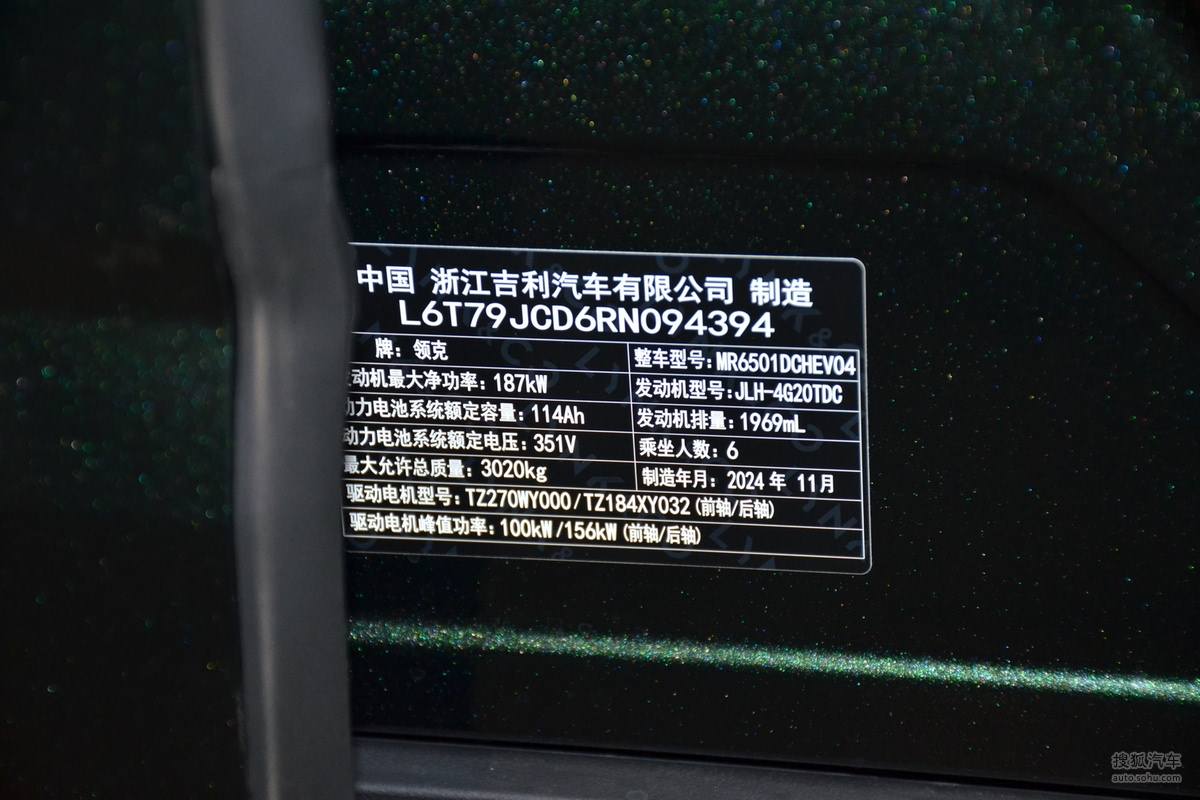 中国 浙江吉利汽车有限公司 制造
L6T79JCD6RN094394
牌：领克 整车型号：MR6501DCHEV04
发动机最大净功率：187kW 发动机型号：JLH-4G20TDC
动力电池系统额定容量：114Ah 发动机排量：1969mL
动力电池系统额定电压：351V 乘坐人数：6
最大允许总质量：3020kg 制造年月：2024 年 11月
驱动电机型号：TZ270WY000/TZ184XY032(前轴/后轴)
驱动电机峰值功率：100kW/156kW(前轴/后轴)
搜狐汽车
auto.sohu.com